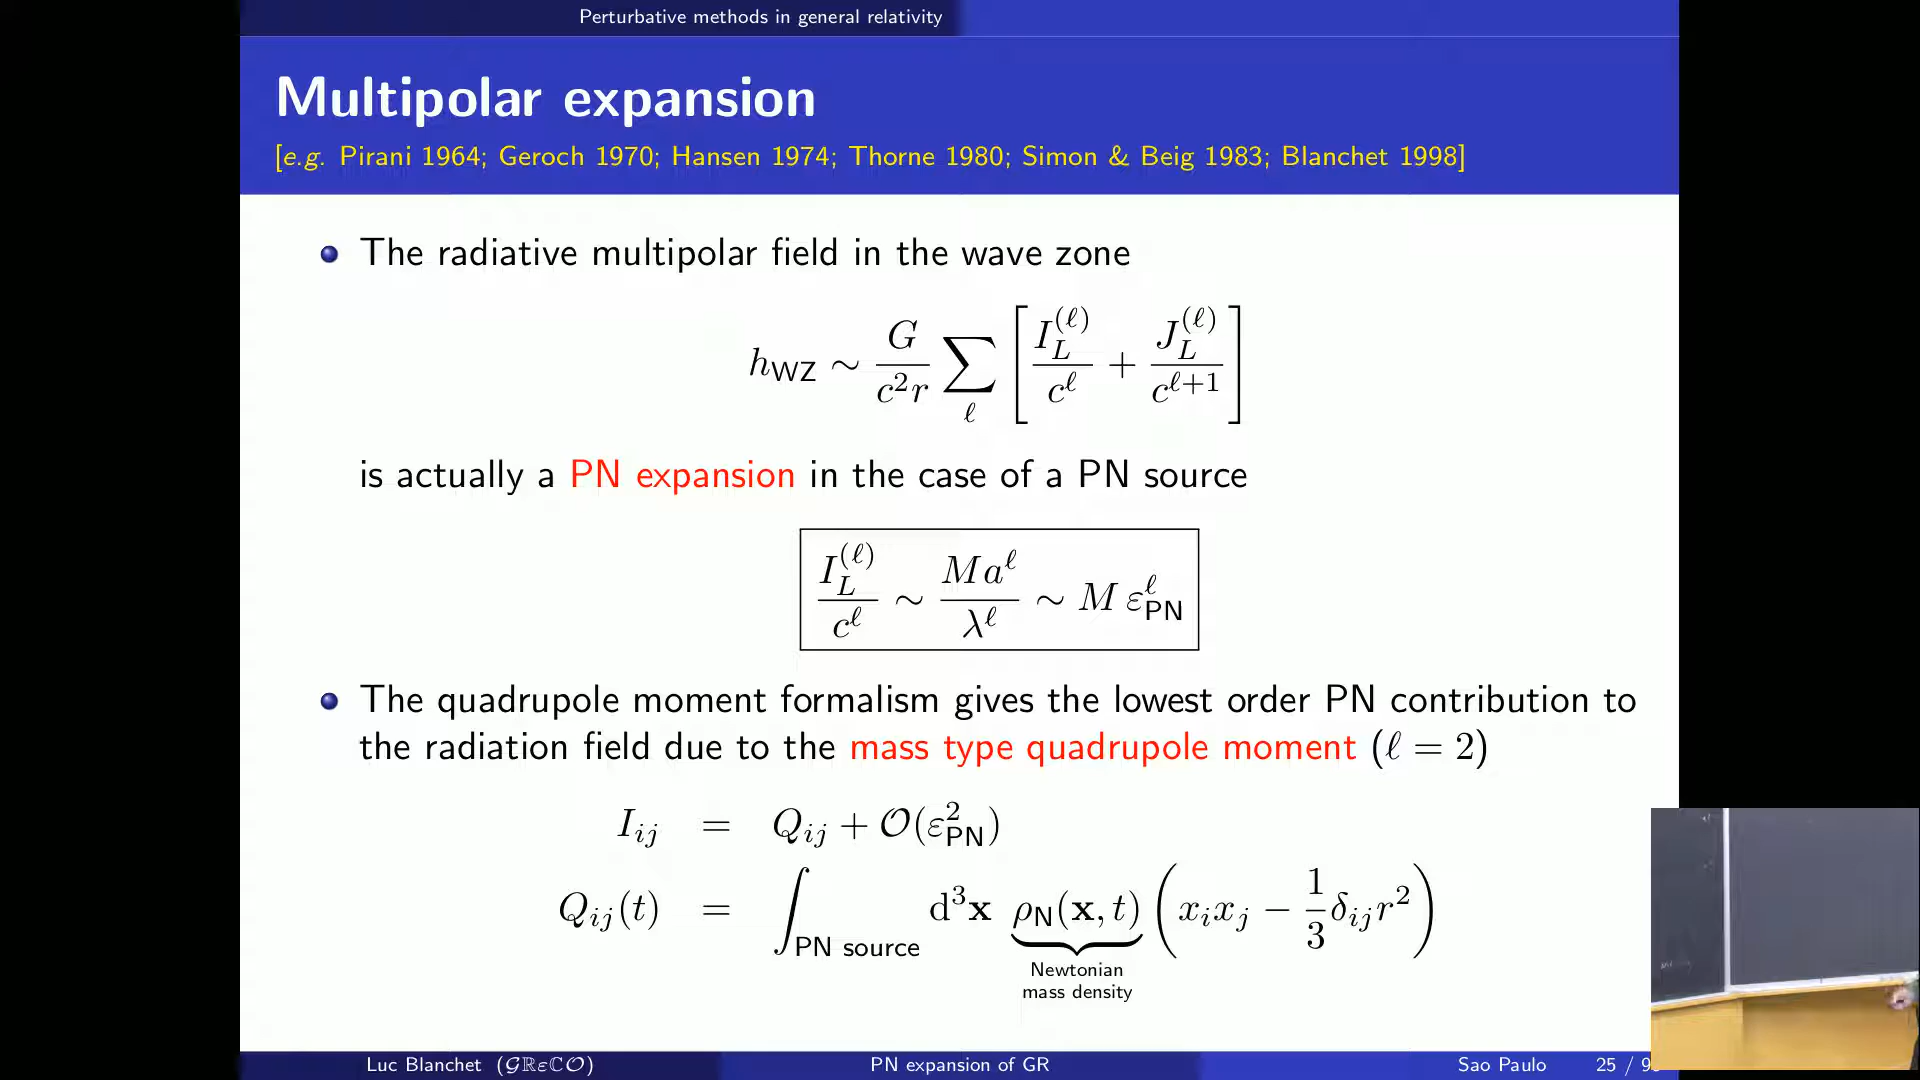 Perturbative methods in general relativity
Multipolar expansion
[e.g. Pirani 1964; Geroch 1970; Hansen 1974; Thorne 1980; Simon & Beig 1983; Blanchet 1998]
The radiative multipolar field in the wave zone
h_WZ ∼ G/(c²r) ∑_ℓ [ I_L^(ℓ)/c^ℓ + J_L^(ℓ)/c^(ℓ+1) ]
is actually a PN expansion in the case of a PN source
I_L^(ℓ)/c^ℓ ∼ Ma^ℓ/λ^ℓ ∼ M ε_PN^ℓ
The quadrupole moment formalism gives the lowest order PN contribution to
the radiation field due to the mass type quadrupole moment (ℓ = 2)
I_ij = Q_ij + 𝒪(ε_PN^2)
Q_ij(t) = ∫_PN source d³x ρ_N(x, t) (x_i x_j − 1/3 δ_ij r²)
Newtonian
mass density
Luc Blanchet (𝒢ℝεℂ𝒪)
PN expansion of GR
Sao Paulo
25 /